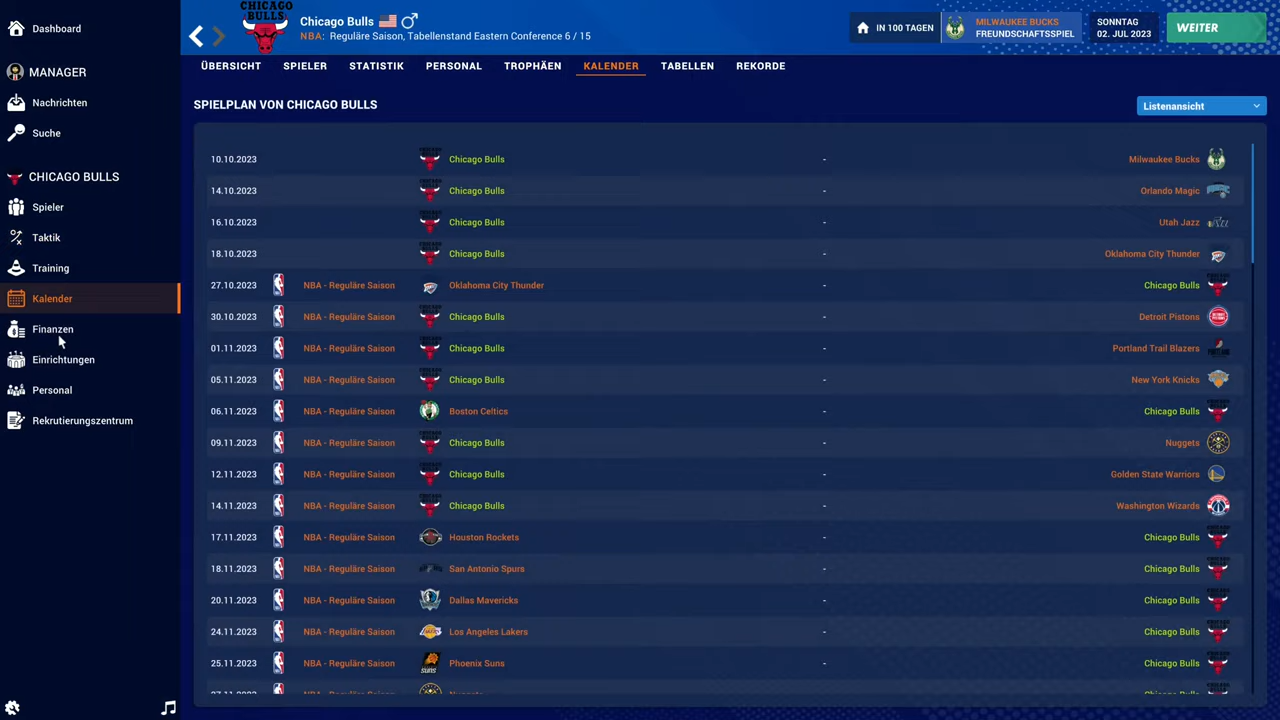 Dashboard
MANAGER
Nachrichten
Suche
CHICAGO BULLS
Spieler
Taktik
Training
Kalender
Finanzen
Einrichtungen
Personal
Rekrutierungszentrum
CHICAGO
BULLS
Chicago Bulls
NBA: Reguläre Saison, Tabellenstand Eastern Conference 6 / 15
IN 100 TAGEN
MILWAUKEE BUCKS
FREUNDSCHAFTSSPIEL
SONNTAG
02. JUL 2023
WEITER
ÜBERSICHT SPIELER STATISTIK PERSONAL TROPHÄEN KALENDER TABELLEN REKORDE
SPIELPLAN VON CHICAGO BULLS
Listenansicht
10.10.2023 Chicago Bulls - Milwaukee Bucks
14.10.2023 Chicago Bulls - Orlando Magic
16.10.2023 Chicago Bulls - Utah Jazz
18.10.2023 Chicago Bulls - Oklahoma City Thunder
27.10.2023 NBA - Reguläre Saison Oklahoma City Thunder - Chicago Bulls
30.10.2023 NBA - Reguläre Saison Chicago Bulls - Detroit Pistons
01.11.2023 NBA - Reguläre Saison Chicago Bulls - Portland Trail Blazers
05.11.2023 NBA - Reguläre Saison Chicago Bulls - New York Knicks
06.11.2023 NBA - Reguläre Saison Boston Celtics - Chicago Bulls
09.11.2023 NBA - Reguläre Saison Chicago Bulls - Nuggets
12.11.2023 NBA - Reguläre Saison Chicago Bulls - Golden State Warriors
14.11.2023 NBA - Reguläre Saison Chicago Bulls - Washington Wizards
17.11.2023 NBA - Reguläre Saison Houston Rockets - Chicago Bulls
18.11.2023 NBA - Reguläre Saison San Antonio Spurs - Chicago Bulls
20.11.2023 NBA - Reguläre Saison Dallas Mavericks - Chicago Bulls
24.11.2023 NBA - Reguläre Saison Los Angeles Lakers - Chicago Bulls
25.11.2023 NBA - Reguläre Saison Phoenix Suns - Chicago Bulls
27.11.2023 NBA - Reguläre Saison Nuggets - Chicago Bulls